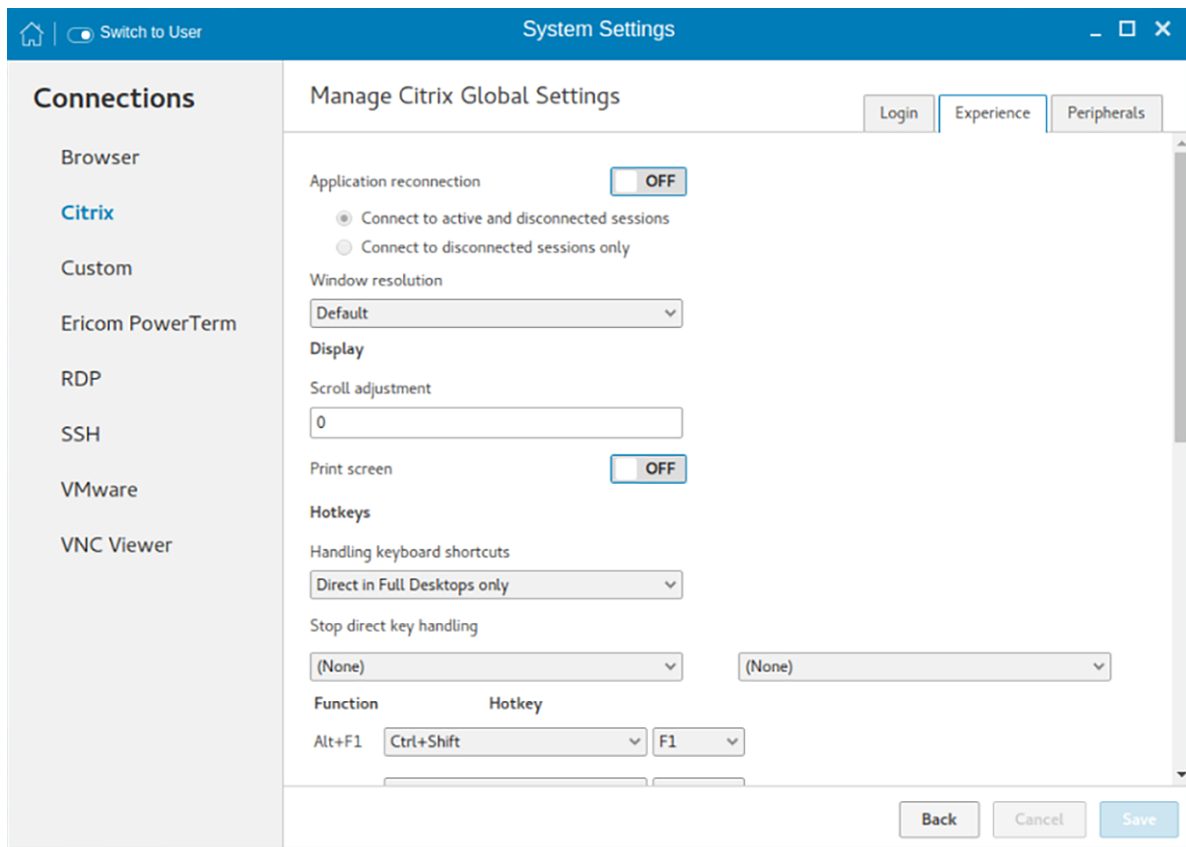 Switch to User
System Settings
Connections
Browser
Citrix
Custom
Ericom PowerTerm
RDP
SSH
VMware
VNC Viewer
Manage Citrix Global Settings
Login Experience Peripherals
Application reconnection OFF
Connect to active and disconnected sessions
Connect to disconnected sessions only
Window resolution
Default
Display
Scroll adjustment
0
Print screen OFF
Hotkeys
Handling keyboard shortcuts
Direct in Full Desktops only
Stop direct key handling
(None) (None)
Function Hotkey
Alt+F1 Ctrl+Shift F1
Back Cancel Save